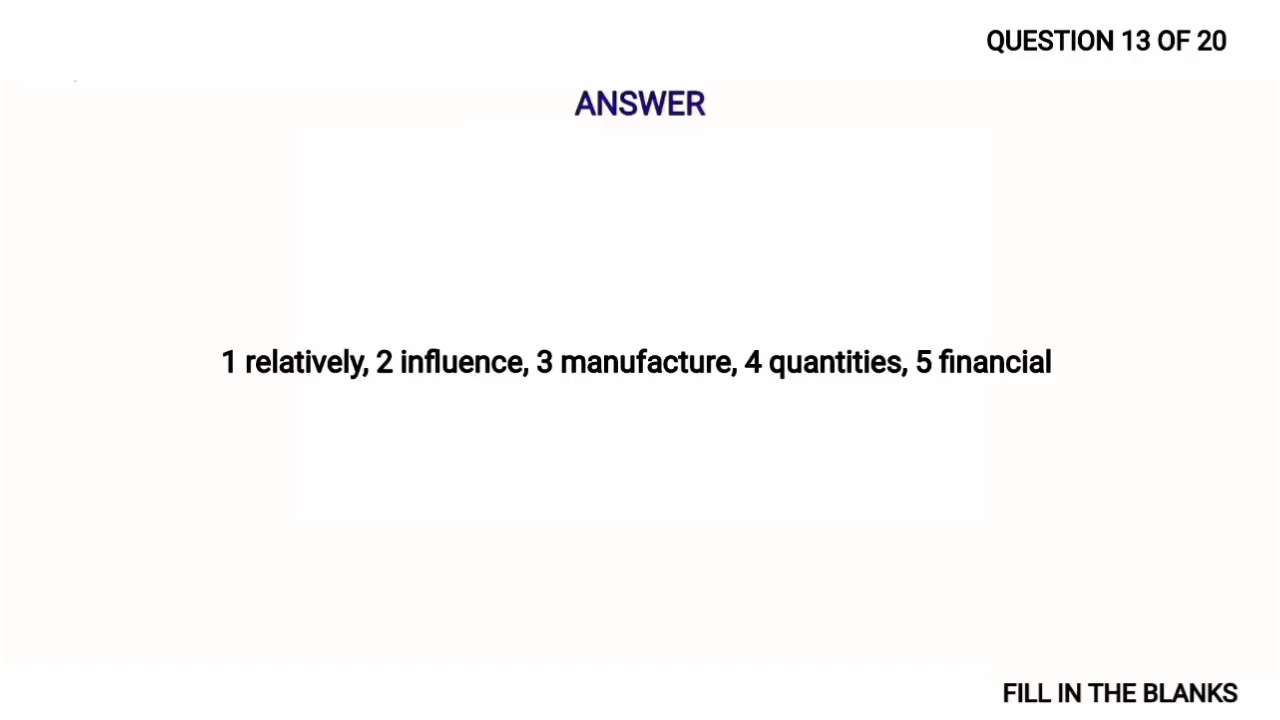 QUESTION 13 OF 20
ANSWER
1 relatively, 2 influence, 3 manufacture, 4 quantities, 5 financial
FILL IN THE BLANKS